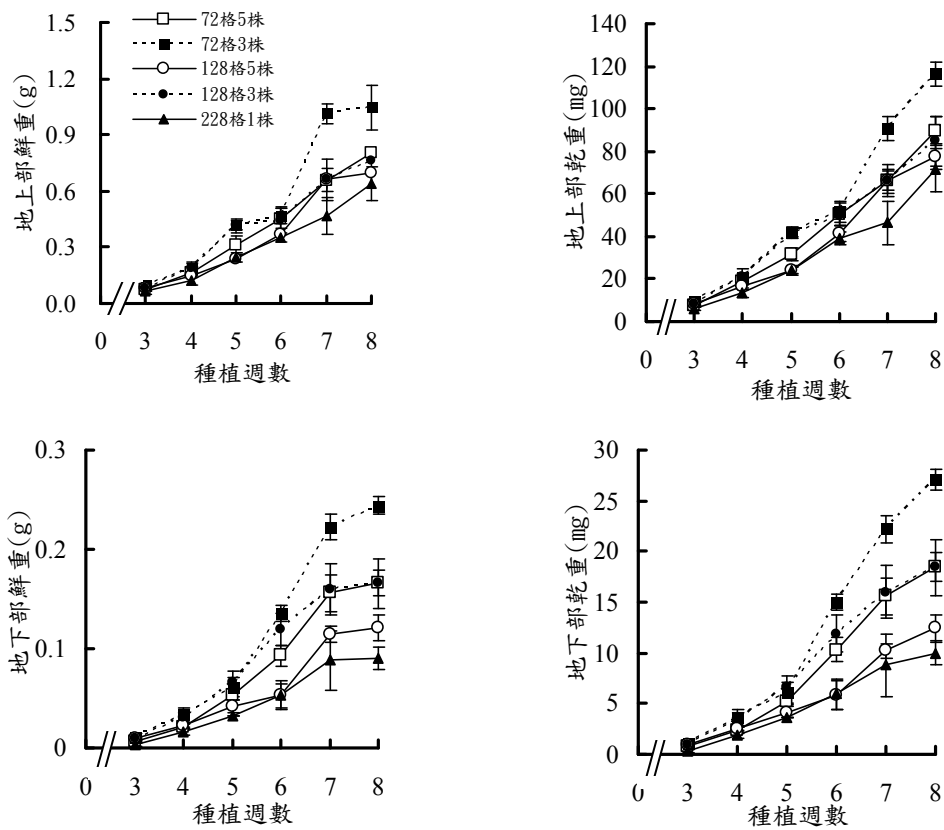 72格5株
72格3株
128格5株
128格3株
228格1株
地上部鮮重(g)
1.5
1.2
0.9
0.6
0.3
0.0
0 3 4 5 6 7 8
種植週數
地上部乾重(mg)
140
120
100
80
60
40
20
0
0 3 4 5 6 7 8
種植週數
地下部鮮重(g)
0.3
0.2
0.1
0
0 3 4 5 6 7 8
種植週數
地下部乾重(mg)
30
25
20
15
10
5
0
0 3 4 5 6 7 8
種植週數